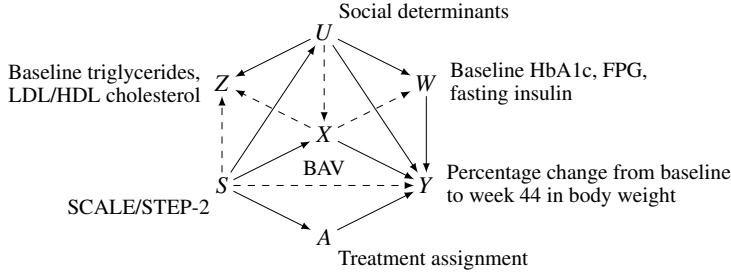 Social determinants
U
Baseline triglycerides,
LDL/HDL cholesterol
Z
W
Baseline HbA1c, FPG,
fasting insulin
X
BAV
S
SCALE/STEP-2
Y
Percentage change from baseline
to week 44 in body weight
A
Treatment assignment